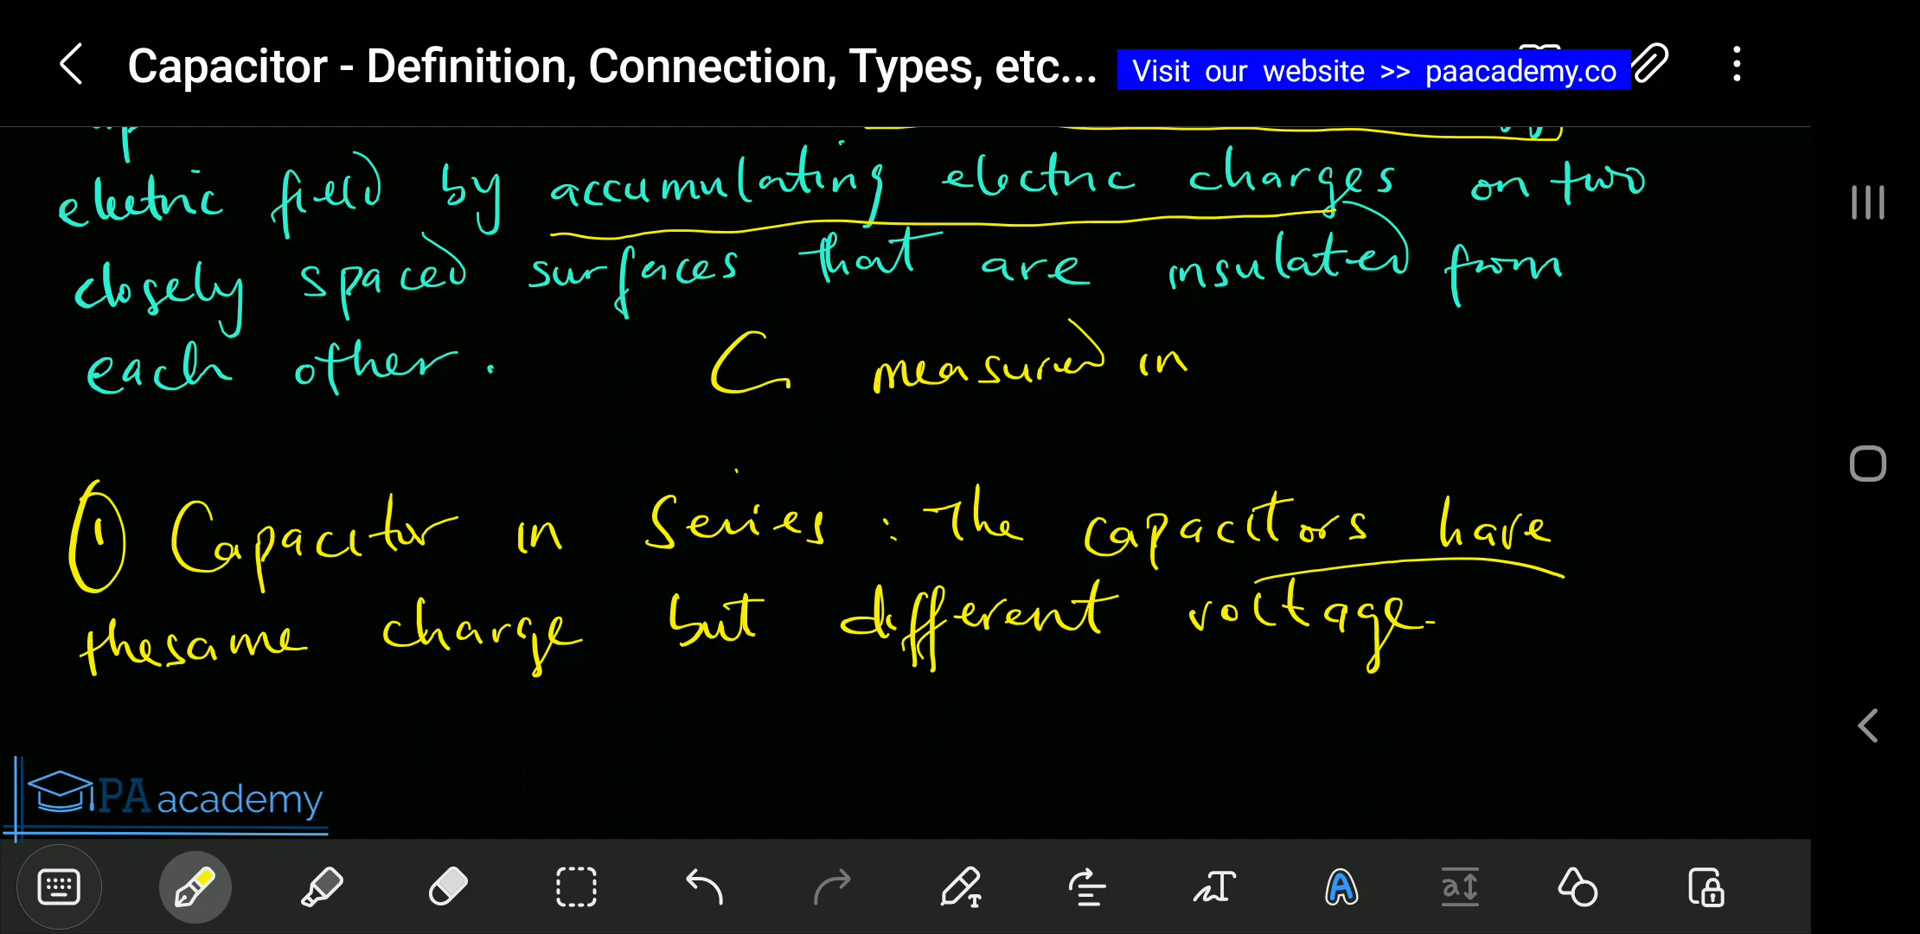 Capacitor - Definition, Connection, Types, etc...
Visit our website >> paacademy.co
electric field by accumulating electric charges on two
closely spaced surfaces that are insulated from
each other. C measured in
① Capacitor in Series : The capacitors have
thesame charge but different voltage.
PA academy